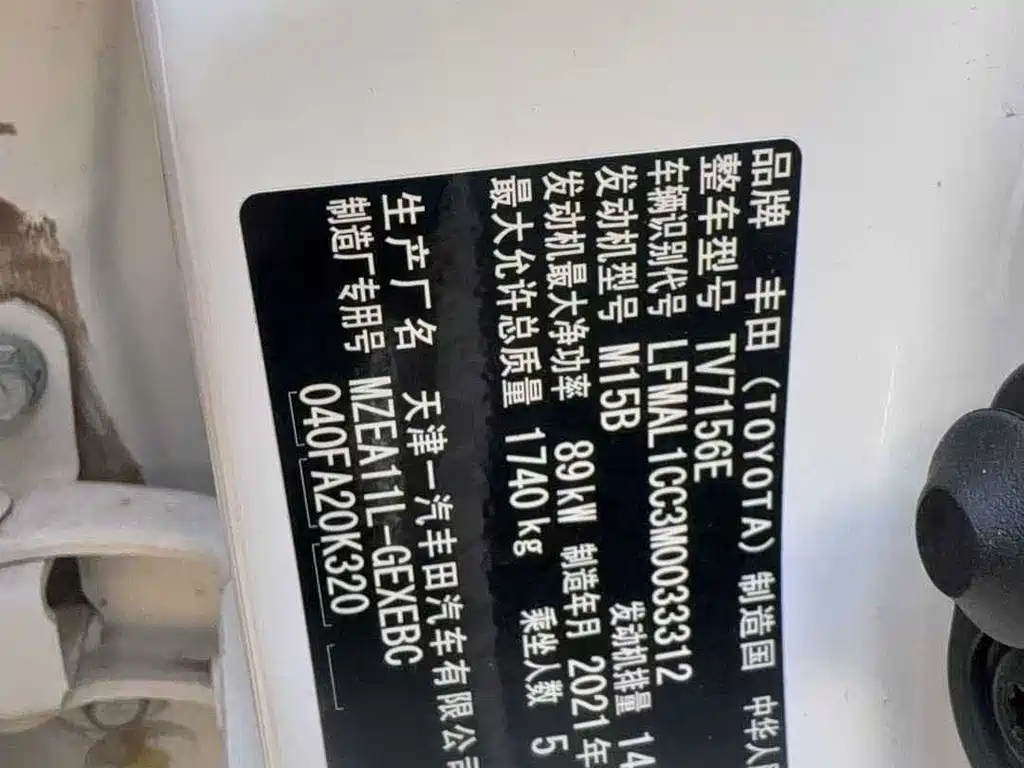 品牌 丰田(TOYOTA) 制造国 中华人
整车型号 TV7156E
车辆识别代号 LFMAL1CC3M0033312
发动机型号 M15B 发动机排量 14
发动机最大净功率 89kW 制造年月 2021年
最大允许总质量 1740kg 乘坐人数 5
生产厂名 天津一汽丰田汽车有限公司
制造厂专用号 MZEA11L-GEXEBC
040FA20K320